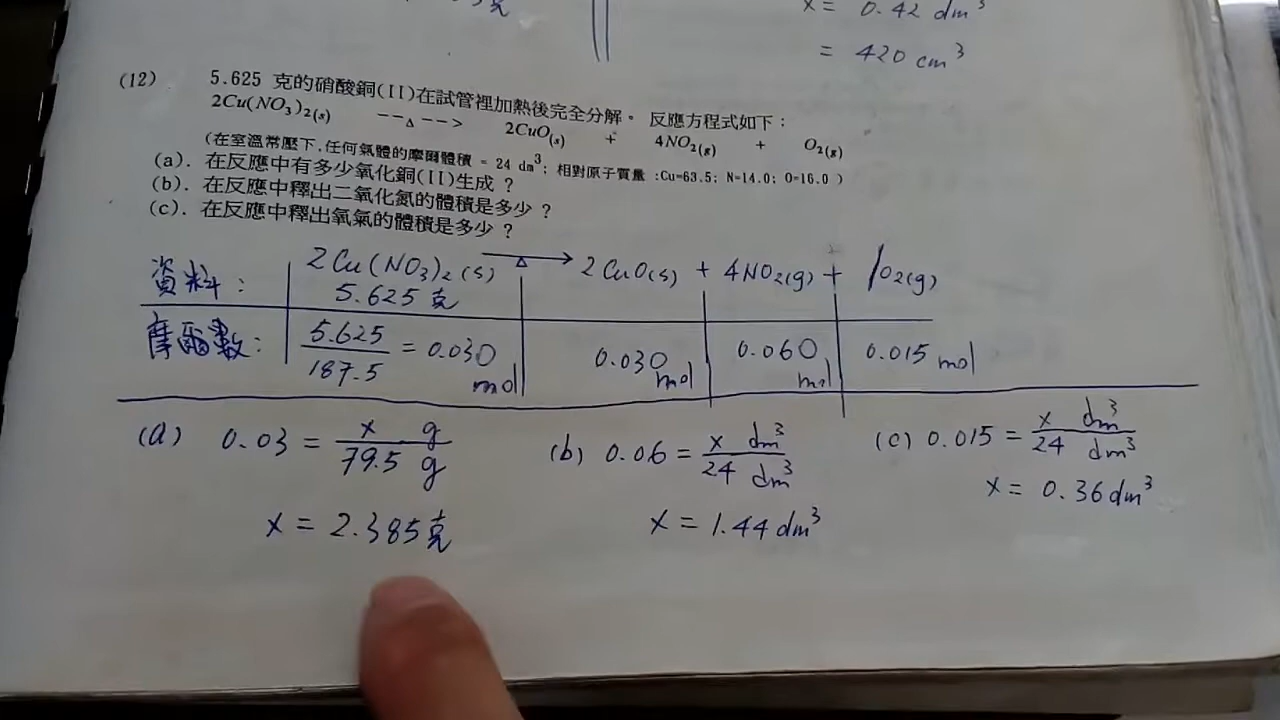 x = 0.42 dm³
= 420 cm³
(12) 5.625 克的硝酸銅(II)在試管裡加熱後完全分解。 反應方程式如下：
2Cu(NO₃)₂(s) --△--> 2CuO(s) + 4NO₂(g) + O₂(g)
(在室溫常壓下,任何氣體的摩爾體積 = 24 dm³; 相對原子質量 :Cu=63.5; N=14.0; O=16.0 )
(a). 在反應中有多少氧化銅(II)生成 ?
(b). 在反應中釋出二氧化氮的體積是多少 ?
(c). 在反應中釋出氧氣的體積是多少 ?
資料: 2Cu(NO₃)₂(s) —△→ 2CuO(s) + 4NO₂(g) + 1O₂(g)
5.625 克
摩爾數: 5.625/187.5 = 0.030 mol 0.030 mol 0.060 mol 0.015 mol
(a) 0.03 = x g/79.5 g (b) 0.06 = x dm³/24 dm³ (c) 0.015 = x dm³/24 dm³
x = 2.385克 x = 1.44 dm³ x = 0.36 dm³